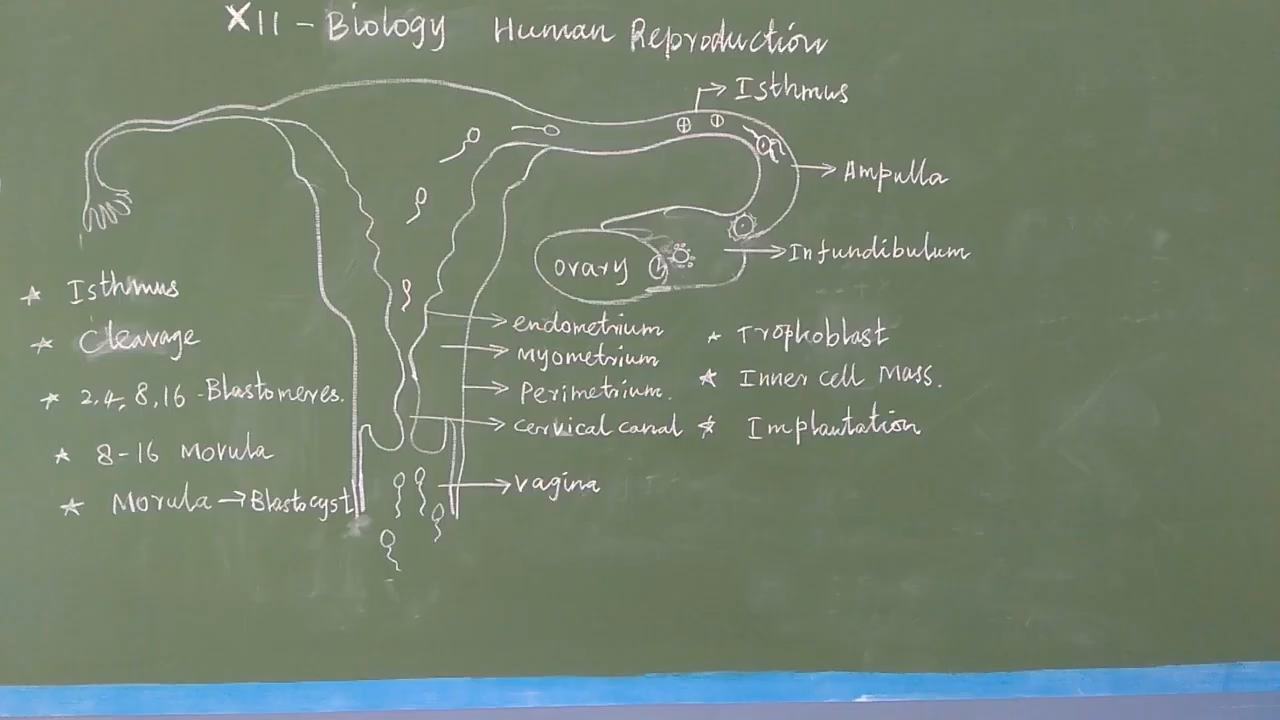 XII - Biology Human Reproduction
Isthmus
Ampulla
Infundibulum
ovary
endometrium
Myometrium
Perimetrium.
cervical canal
vagina
* Isthmus
* Cleavage
* 2,4,8,16 -Blastomeres.
* 8-16 Morula
* Morula → Blastocyst
* Trophoblast
* Inner cell Mass.
* Implantation